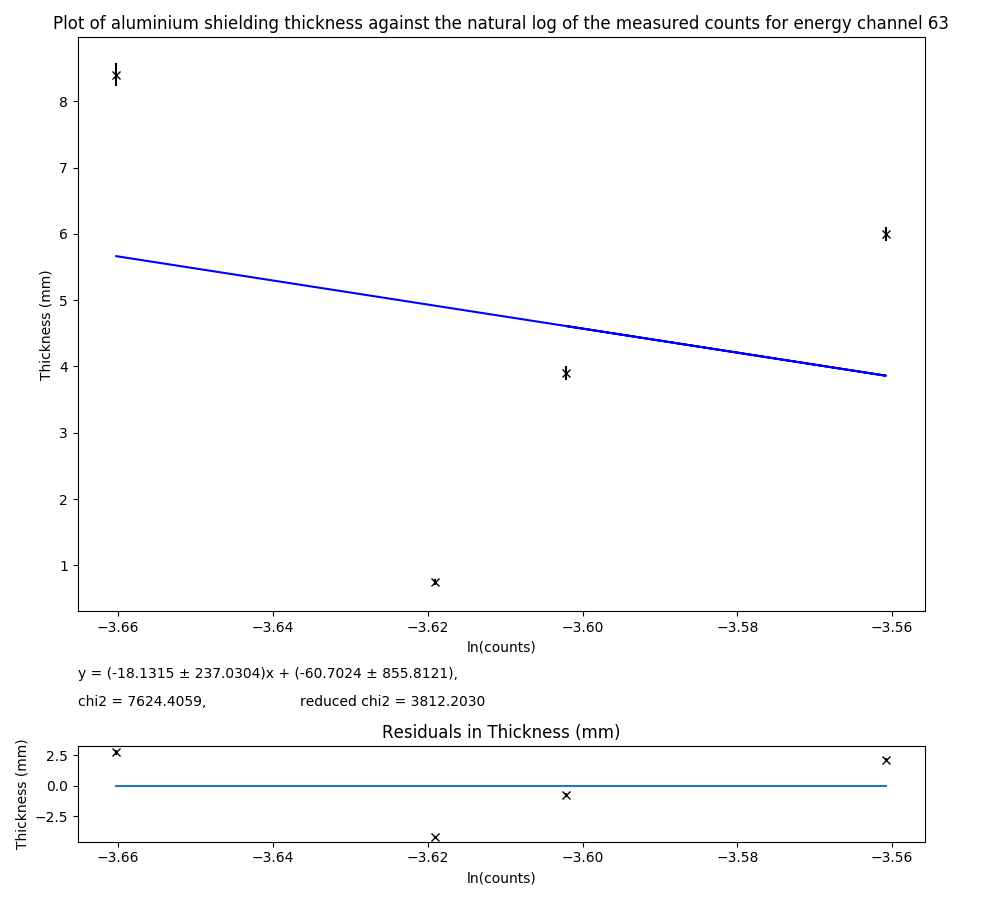 Plot of aluminium shielding thickness against the natural log of the measured counts for energy channel 63
8
7
6
5
4
3
2
1
Thickness (mm)
−3.66 −3.64 −3.62 −3.60 −3.58 −3.56
ln(counts)
y = (-18.1315 ± 237.0304)x + (-60.7024 ± 855.8121),
chi2 = 7624.4059, reduced chi2 = 3812.2030
Residuals in Thickness (mm)
2.5
0.0
−2.5
Thickness (mm)
−3.66 −3.64 −3.62 −3.60 −3.58 −3.56
ln(counts)